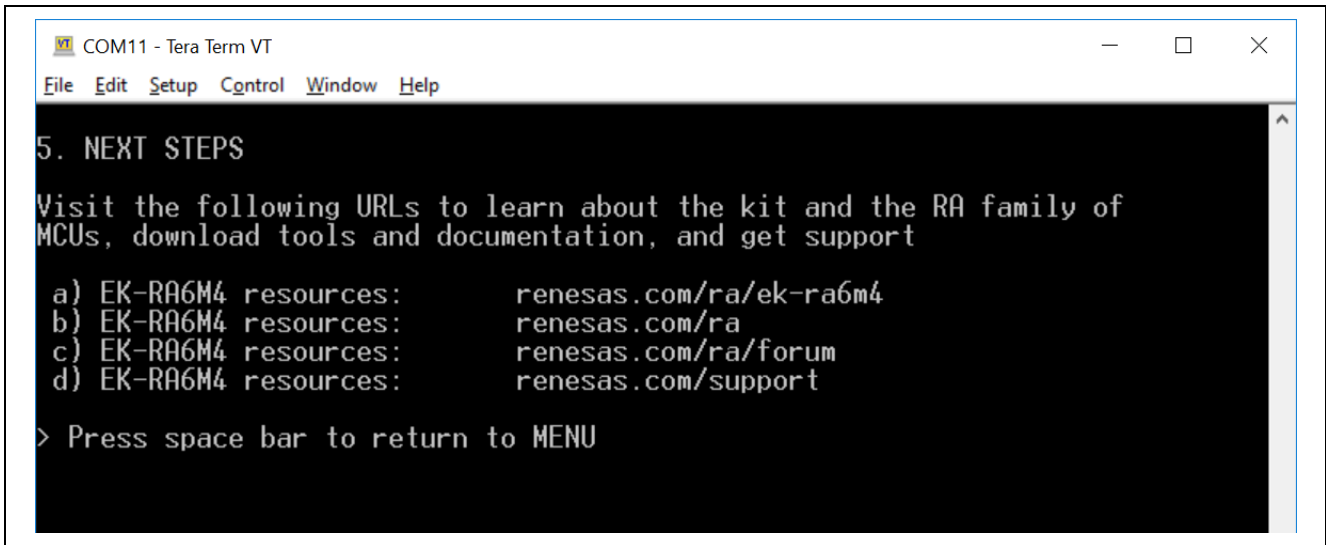 COM11 - Tera Term VT
File Edit Setup Control Window Help
5. NEXT STEPS
Visit the following URLs to learn about the kit and the RA family of
MCUs, download tools and documentation, and get support
a) EK-RA6M4 resources: renesas.com/ra/ek-ra6m4
b) EK-RA6M4 resources: renesas.com/ra
c) EK-RA6M4 resources: renesas.com/ra/forum
d) EK-RA6M4 resources: renesas.com/support
> Press space bar to return to MENU